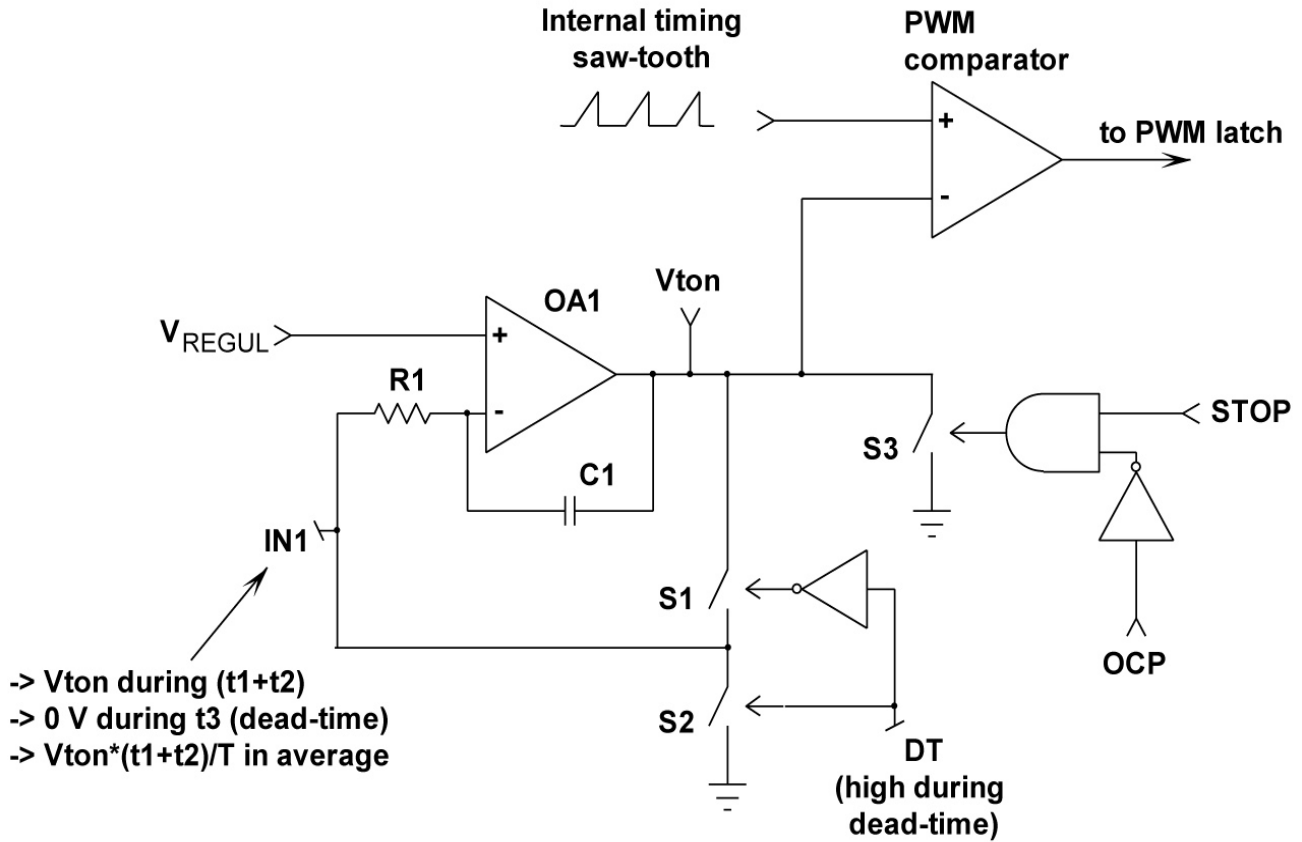 Internal timing
saw-tooth
PWM
comparator
+
-
to PWM latch
Vton
OA1
VREGUL
+
-
R1
C1
S3
STOP
IN1
S1
OCP
-> Vton during (t1+t2)
-> 0 V during t3 (dead-time)
-> Vton*(t1+t2)/T in average
S2
DT
(high during
dead-time)